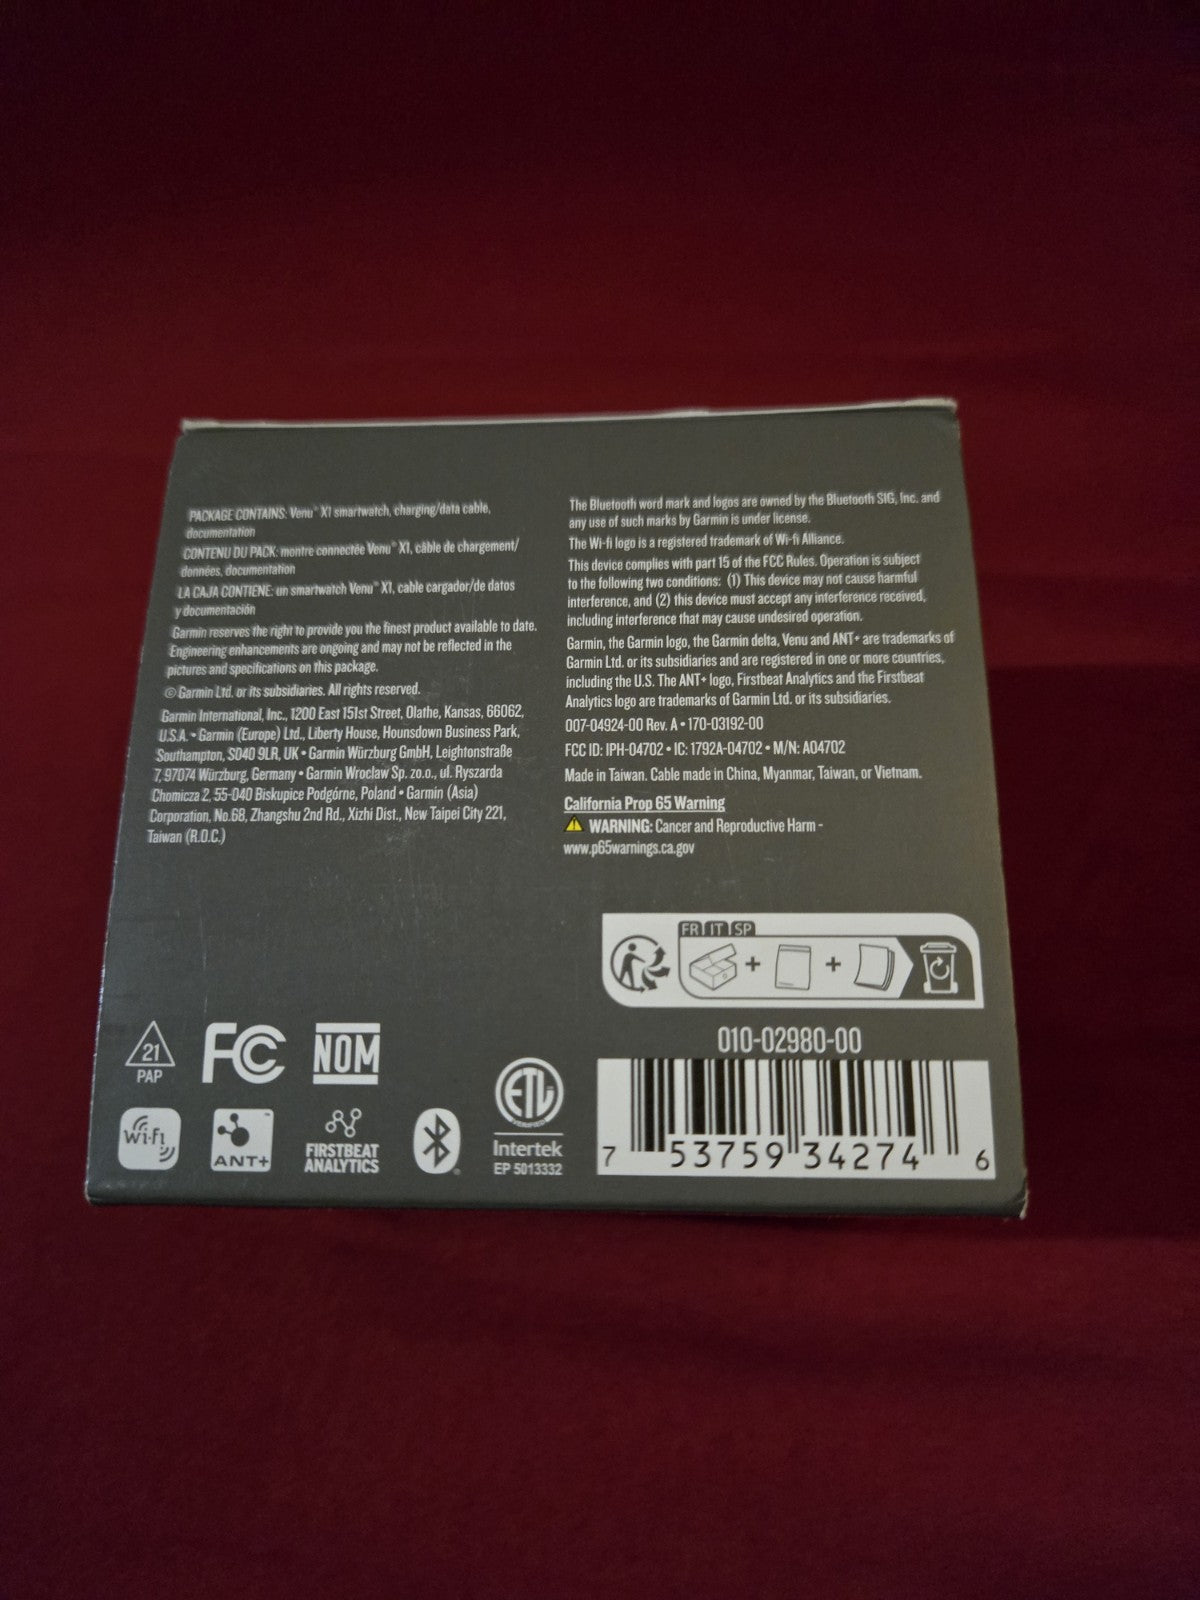 PACKAGE CONTAINS: Venu® X1 smartwatch, charging/data cable,
documentation
CONTENU DU PACK: montre connectée Venu® X1, câble de chargement/
données, documentation
LA CAJA CONTIENE: un smartwatch Venu® X1, cable cargador/de datos
y documentación
Garmin reserves the right to provide you the finest product available to date.
Engineering enhancements are ongoing and may not be reflected in the
pictures and specifications on this package.
© Garmin Ltd. or its subsidiaries. All rights reserved.
Garmin International, Inc., 1200 East 151st Street, Olathe, Kansas, 66062,
U.S.A. • Garmin (Europe) Ltd., Liberty House, Hounsdown Business Park,
Southampton, SO40 9LR, UK • Garmin Würzburg GmbH, Leightonstraße
7, 97074 Würzburg, Germany • Garmin Wroclaw Sp. zo.o., ul. Ryszarda
Chomicza 2, 55-040 Biskupice Podgórne, Poland • Garmin (Asia)
Corporation, No.68, Zhangshu 2nd Rd., Xizhi Dist., New Taipei City 221,
Taiwan (R.O.C.)
The Bluetooth word mark and logos are owned by the Bluetooth SIG, Inc. and
any use of such marks by Garmin is under license.
The Wi-fi logo is a registered trademark of Wi-fi Alliance.
This device complies with part 15 of the FCC Rules. Operation is subject
to the following two conditions: (1) This device may not cause harmful
interference, and (2) this device must accept any interference received,
including interference that may cause undesired operation.
Garmin, the Garmin logo, the Garmin delta, Venu and ANT+ are trademarks of
Garmin Ltd. or its subsidiaries and are registered in one or more countries,
including the U.S. The ANT+ logo, Firstbeat Analytics and the Firstbeat
Analytics logo are trademarks of Garmin Ltd. or its subsidiaries.
007-04924-00 Rev. A • 170-03192-00
FCC ID: IPH-04702 • IC: 1792A-04702 • M/N: A04702
Made in Taiwan. Cable made in China, Myanmar, Taiwan, or Vietnam.
California Prop 65 Warning
WARNING: Cancer and Reproductive Harm -
www.p65warnings.ca.gov
FR IT SP
+ +
010-02980-00
7 53759 34274 6
21
PAP
FC
NOM
Wi-Fi
ANT+
FIRSTBEAT
ANALYTICS
ETL
Intertek
EP 5013332